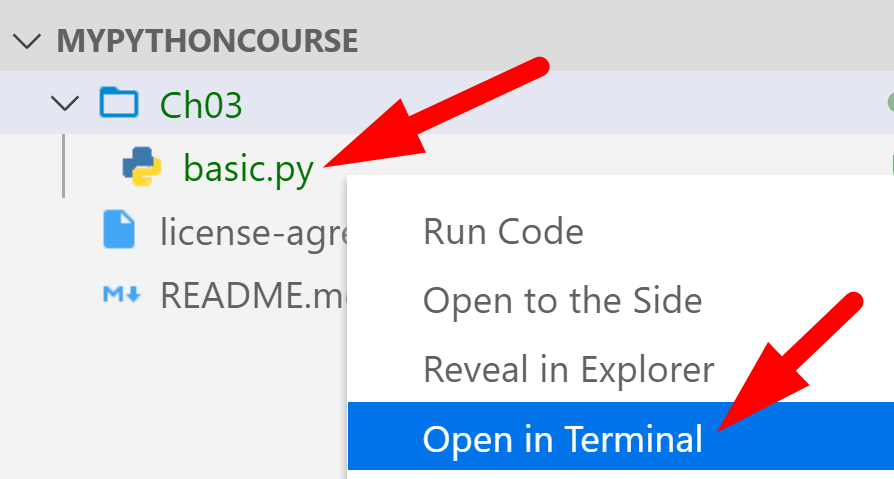 MYPYTHONCOURSE
Ch03
basic.py
license-agre
README.m
Run Code
Open to the Side
Reveal in Explorer
Open in Terminal